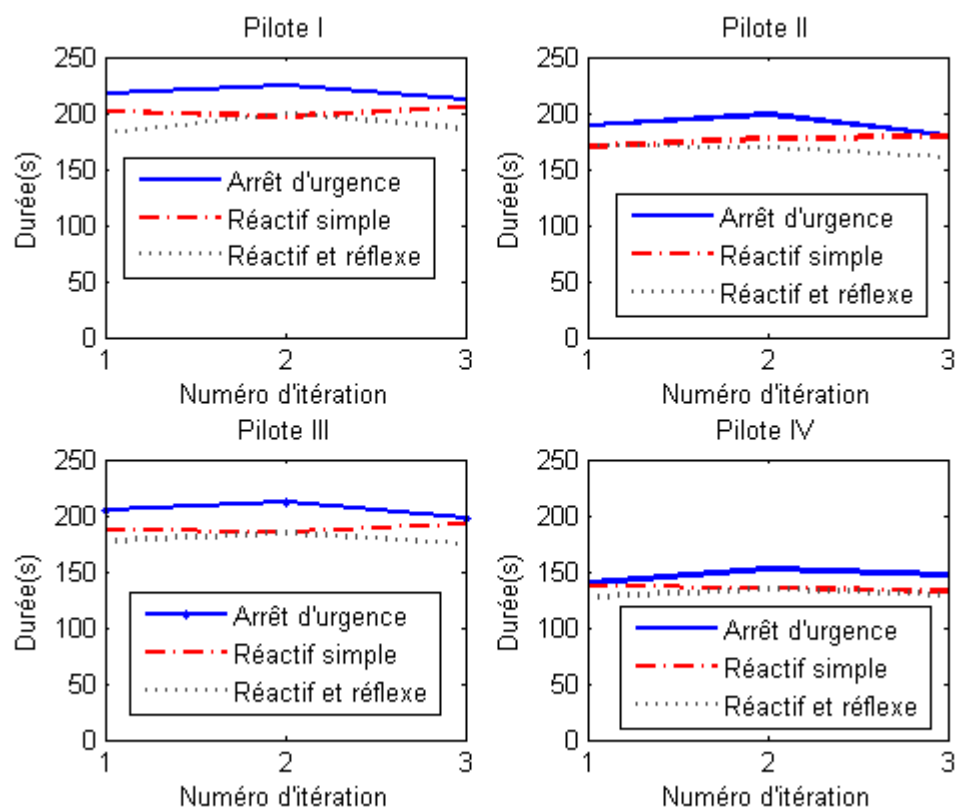 Pilote I
250
200
150
100
50
0
Durée(s)
Arrêt d'urgence
Réactif simple
Réactif et réflexe
1 2 3
Numéro d'itération
Pilote II
250
200
150
100
50
0
Durée(s)
Arrêt d'urgence
Réactif simple
Réactif et réflexe
1 2 3
Numéro d'itération
Pilote III
250
200
150
100
50
0
Durée(s)
Arrêt d'urgence
Réactif simple
Réactif et réflexe
1 2 3
Numéro d'itération
Pilote IV
250
200
150
100
50
0
Durée(s)
Arrêt d'urgence
Réactif simple
Réactif et réflexe
1 2 3
Numéro d'itération